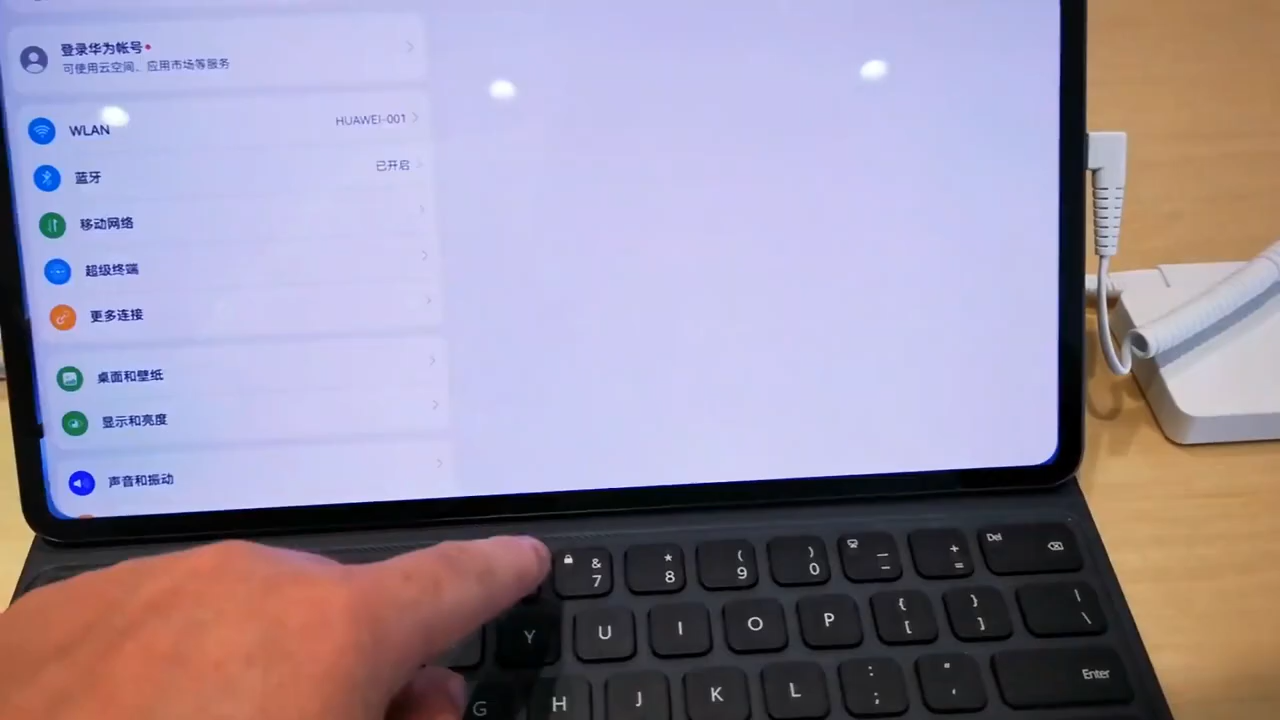 登录华为帐号
可使用云空间、应用市场等服务
WLAN
HUAWEI-001
蓝牙
已开启
移动网络
超级终端
更多连接
桌面和壁纸
显示和亮度
声音和振动
& 7
* 8
( 9
) 0
— -
+ =
Del
Y U I O P { [ } ] | \
G H J K L : ; " '
Enter